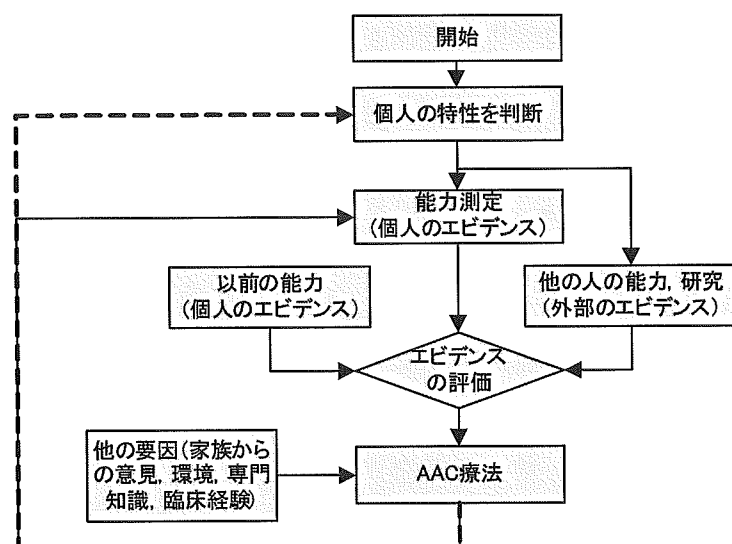 開始
個人の特性を判断
能力測定
(個人のエビデンス)
以前の能力
(個人のエビデンス)
他の人の能力, 研究
(外部のエビデンス)
エビデンス
の評価
他の要因(家族から
の意見, 環境, 専門
知識, 臨床経験)
AAC療法